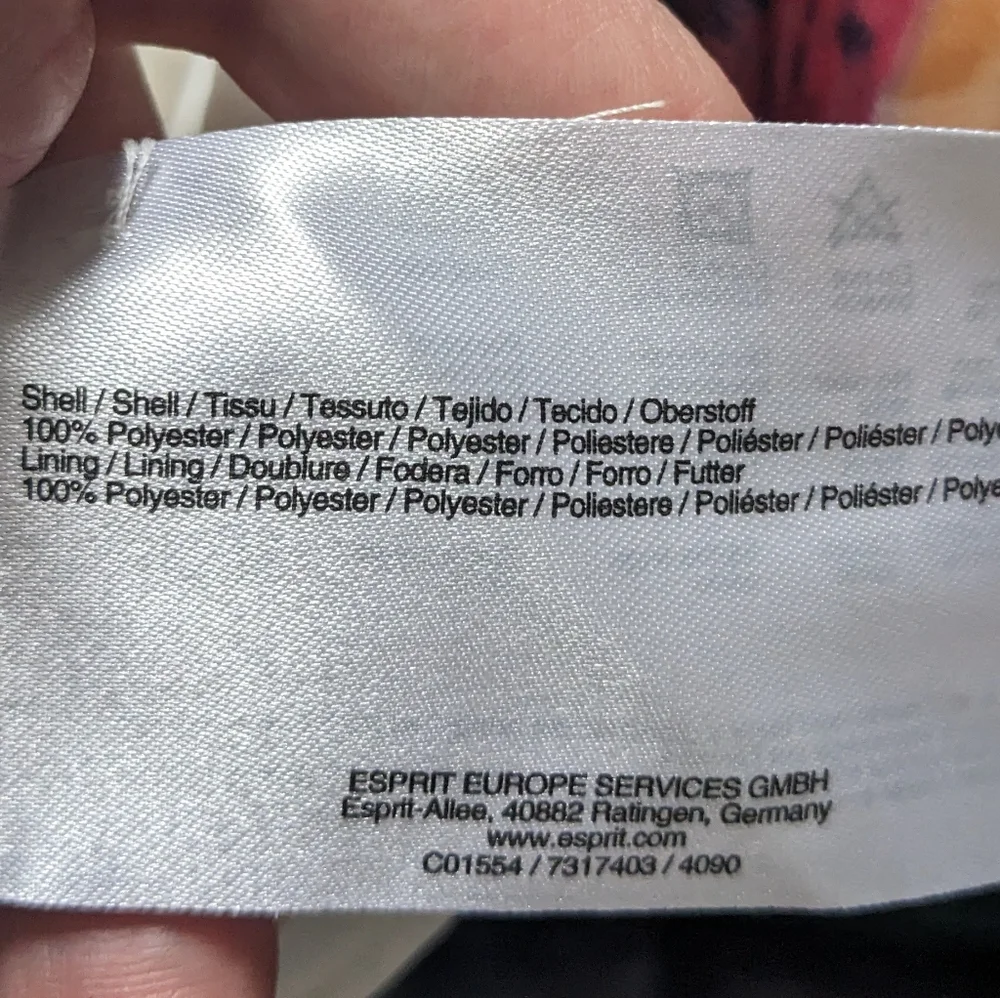 Shell / Shell / Tissu / Tessuto / Tejido / Tecido / Oberstoff
100% Polyester / Polyester / Polyester / Poliestere / Poliéster / Poliéster / Poly
Lining / Lining / Doublure / Fodera / Forro / Forro / Futter
100% Polyester / Polyester / Polyester / Poliestere / Poliéster / Poliéster / Polye
ESPRIT EUROPE SERVICES GMBH
Esprit-Allee, 40882 Ratingen, Germany
www.esprit.com
C01554 / 7317403 / 4090